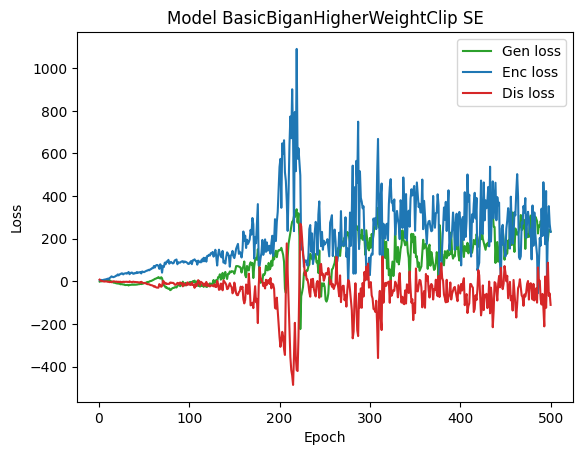 Model BasicBiganHigherWeightClip SE
Gen loss
Enc loss
Dis loss
1000
800
600
400
200
0
−200
−400
Loss
0 100 200 300 400 500
Epoch